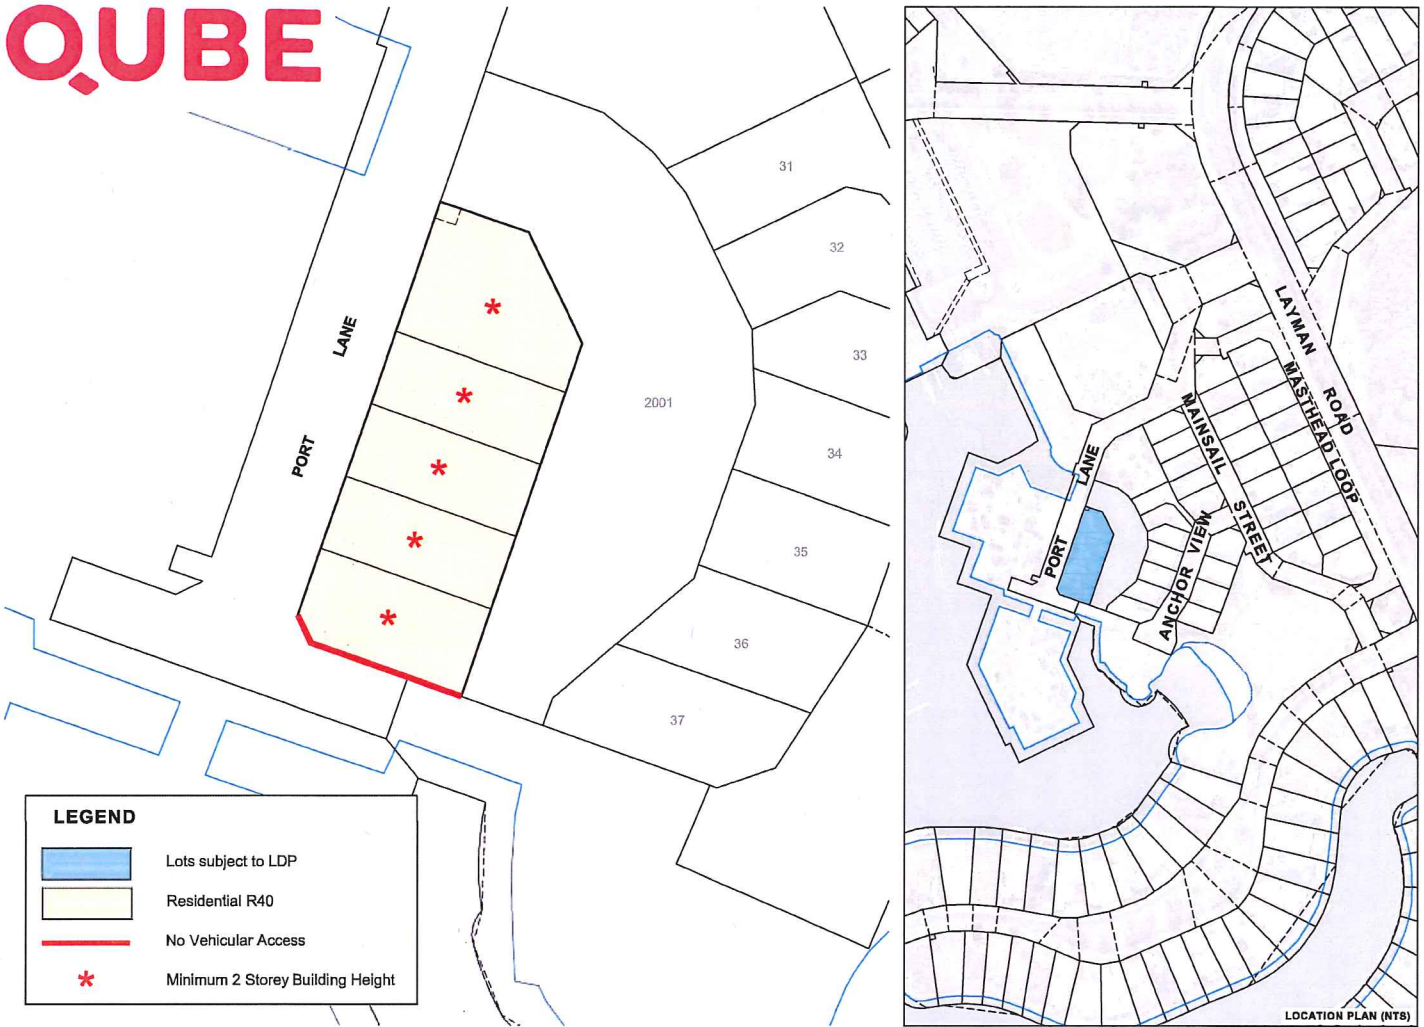 QUBE
31
32
33
34
35
36
37
2001
LANE
PORT
LEGEND
Lots subject to LDP
Residential R40
No Vehicular Access
* Minimum 2 Storey Building Height
LAYMAN ROAD
MASTHEAD LOOP
MAINSAIL STREET
PORT LANE
ANCHOR VIEW
LOCATION PLAN (NTS)